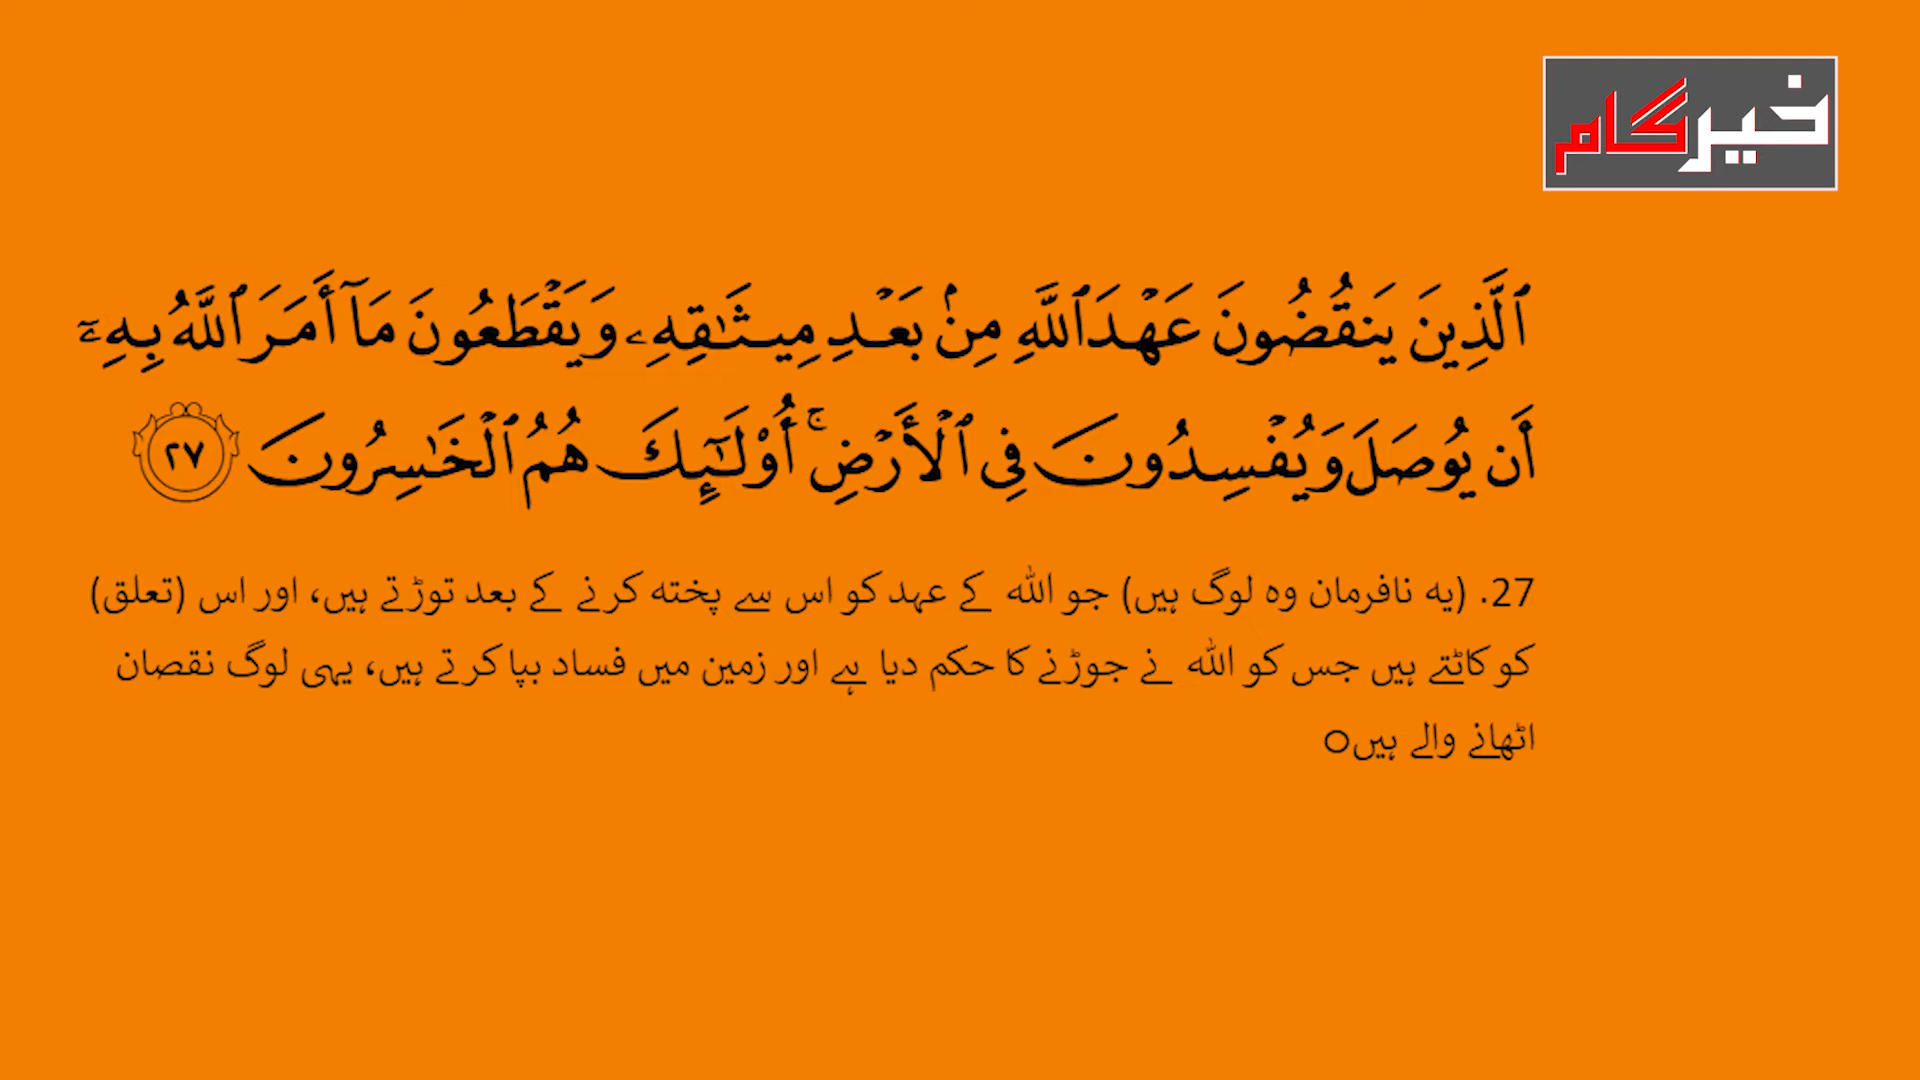 خیرگام
ٱلَّذِينَ يَنقُضُونَ عَهْدَ ٱللَّهِ مِنۢ بَعْدِ مِيثَـٰقِهِۦ وَيَقْطَعُونَ مَآ أَمَرَ ٱللَّهُ بِهِۦٓ
أَن يُوصَلَ وَيُفْسِدُونَ فِى ٱلْأَرْضِ ۚ أُو۟لَـٰٓئِكَ هُمُ ٱلْخَـٰسِرُونَ ٢٧
27. (یہ نافرمان وہ لوگ ہیں) جو اللہ کے عہد کو اس سے پختہ کرنے کے بعد توڑتے ہیں، اور اس (تعلق)
کو کاٹتے ہیں جس کو اللہ نے جوڑنے کا حکم دیا ہے اور زمین میں فساد بپا کرتے ہیں، یہی لوگ نقصان
اٹھانے والے ہیںo